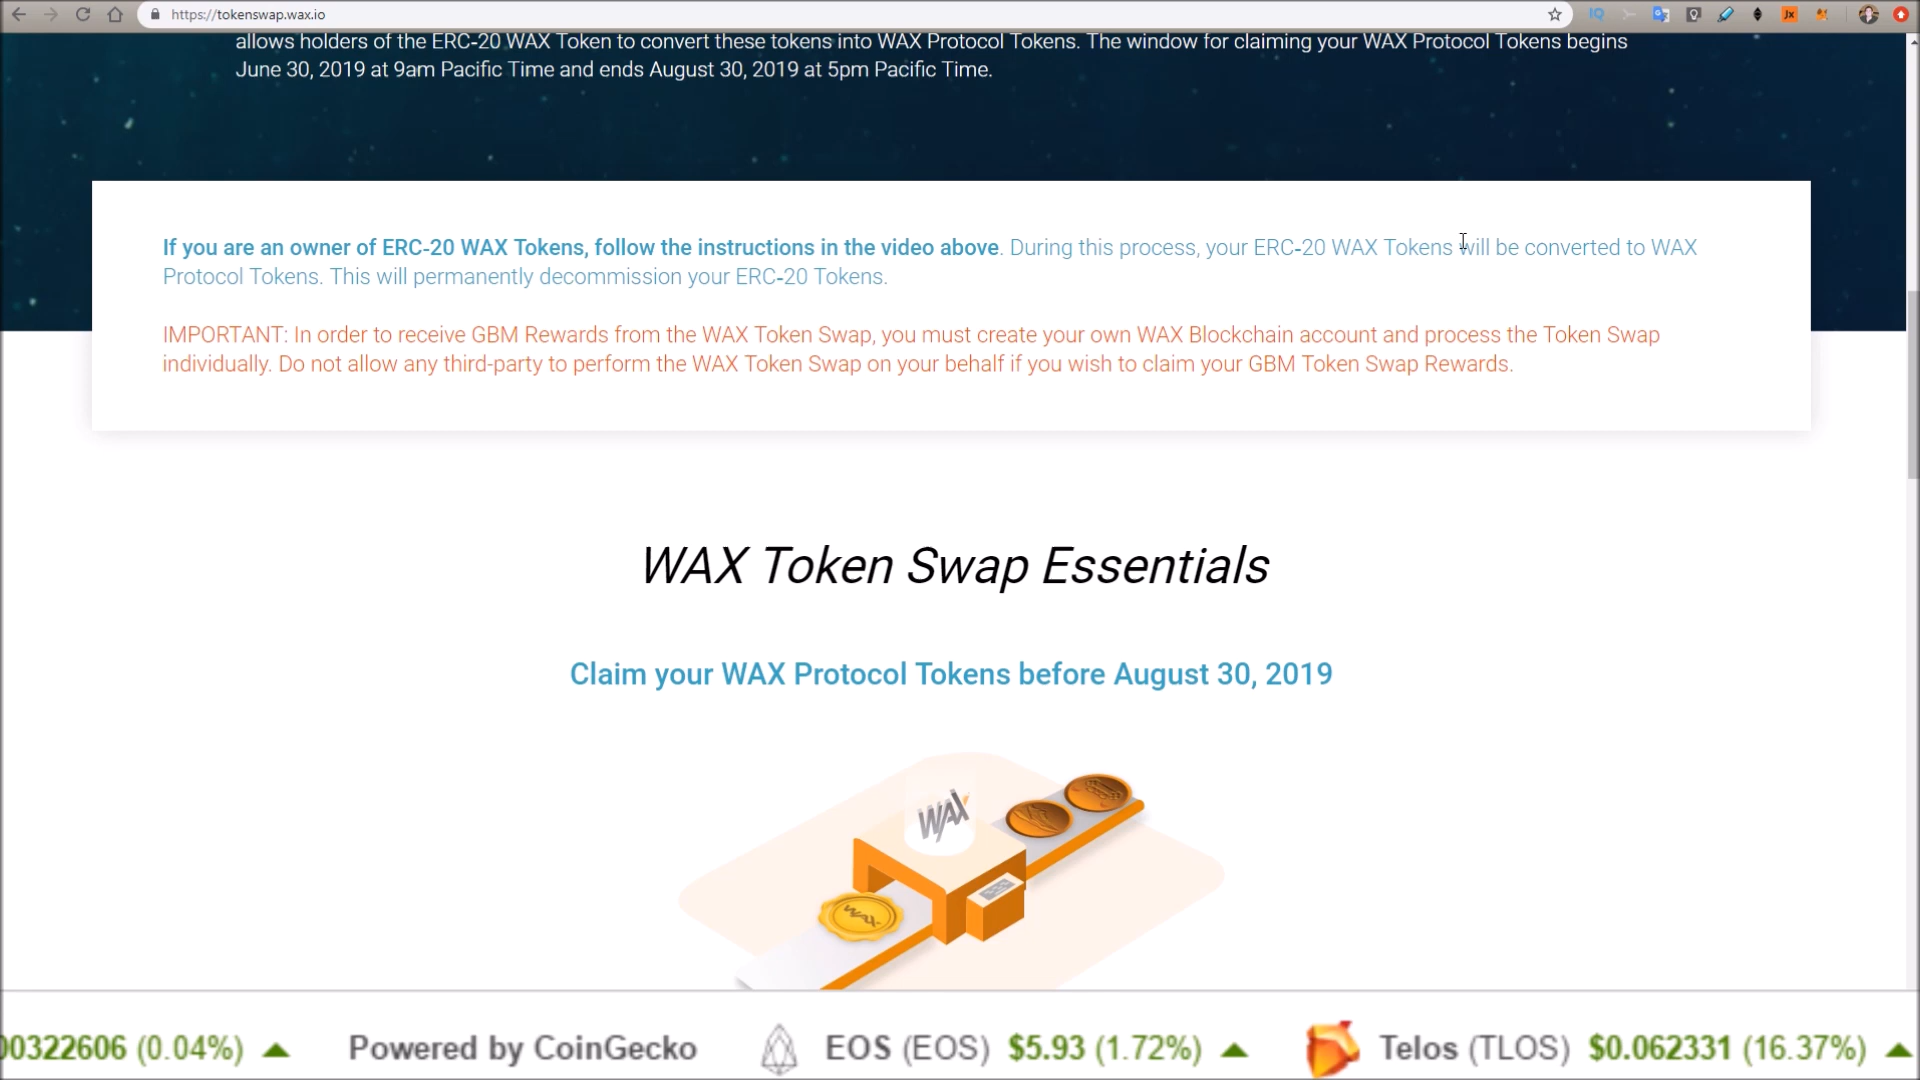 https://tokenswap.wax.io
allows holders of the ERC-20 WAX Token to convert these tokens into WAX Protocol Tokens. The window for claiming your WAX Protocol Tokens begins
June 30, 2019 at 9am Pacific Time and ends August 30, 2019 at 5pm Pacific Time.
If you are an owner of ERC-20 WAX Tokens, follow the instructions in the video above. During this process, your ERC-20 WAX Tokens will be converted to WAX
Protocol Tokens. This will permanently decommission your ERC-20 Tokens.
IMPORTANT: In order to receive GBM Rewards from the WAX Token Swap, you must create your own WAX Blockchain account and process the Token Swap
individually. Do not allow any third-party to perform the WAX Token Swap on your behalf if you wish to claim your GBM Token Swap Rewards.
WAX Token Swap Essentials
Claim your WAX Protocol Tokens before August 30, 2019
WAX
WAX
00322606 (0.04%) Powered by CoinGecko EOS (EOS) $5.93 (1.72%) Telos (TLOS) $0.062331 (16.37%)